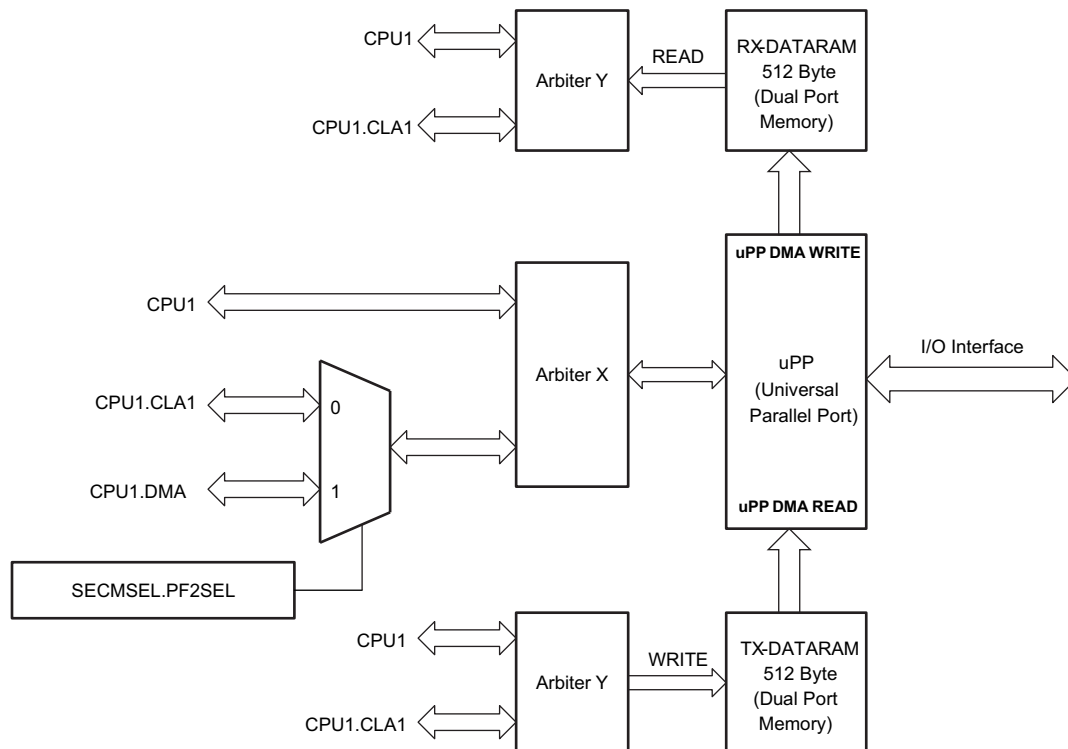 CPU1
CPU1.CLA1
Arbiter Y
READ
RX-DATARAM
512 Byte
(Dual Port
Memory)
CPU1
CPU1.CLA1
0
CPU1.DMA
1
SECMSEL.PF2SEL
Arbiter X
uPP DMA WRITE
uPP
(Universal
Parallel Port)
uPP DMA READ
I/O Interface
CPU1
CPU1.CLA1
Arbiter Y
WRITE
TX-DATARAM
512 Byte
(Dual Port
Memory)